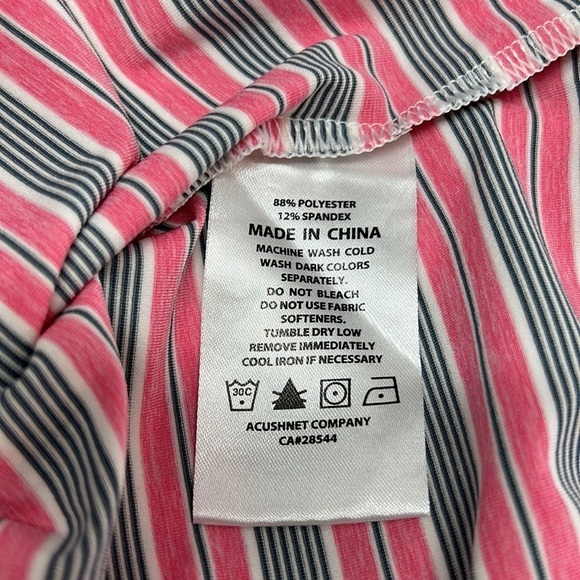 88% POLYESTER
12% SPANDEX
MADE IN CHINA
MACHINE WASH COLD
WASH DARK COLORS
SEPARATELY.
DO NOT BLEACH
DO NOT USE FABRIC
SOFTENERS.
TUMBLE DRY LOW
REMOVE IMMEDIATELY
COOL IRON IF NECESSARY
30C
ACUSHNET COMPANY
CA#28544